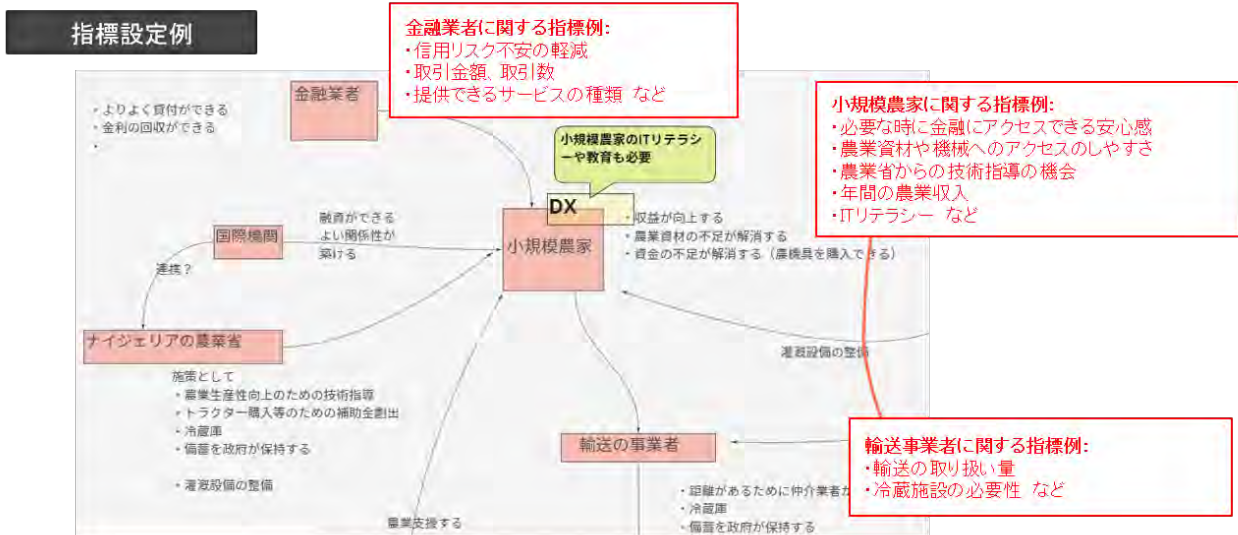 指標設定例
金融業者に関する指標例:
・信用リスク不安の軽減
・取引金額、取引数
・提供できるサービスの種類 など
・よりよく貸付ができる
・金利の回収ができる
・
金融業者
小規模農家のITリテラシ
ーや教育も必要
小規模農家に関する指標例:
・必要な時に金融にアクセスできる安心感
・農業資材や機械へのアクセスのしやすさ
・農業省からの技術指導の機会
・年間の農業収入
・ITリテラシー など
DX
小規模農家
・収益が向上する
・農業資材の不足が解消する
・資金の不足が解消する（農機具を購入できる）
国際機関
融資ができる
よい関係性が
築ける
連携？
ナイジェリアの農業省
施策として
・農業生産性向上のための技術指導
・トラクター購入等のための補助金創出
・冷蔵庫
・備蓄を政府が保持する
・灌漑設備の整備
灌漑設備の整備
輸送の事業者
輸送事業者に関する指標例:
・輸送の取り扱い量
・冷蔵施設の必要性 など
・距離があるために仲介業者が
・冷蔵庫
・備蓄を政府が保持する
農業支援する